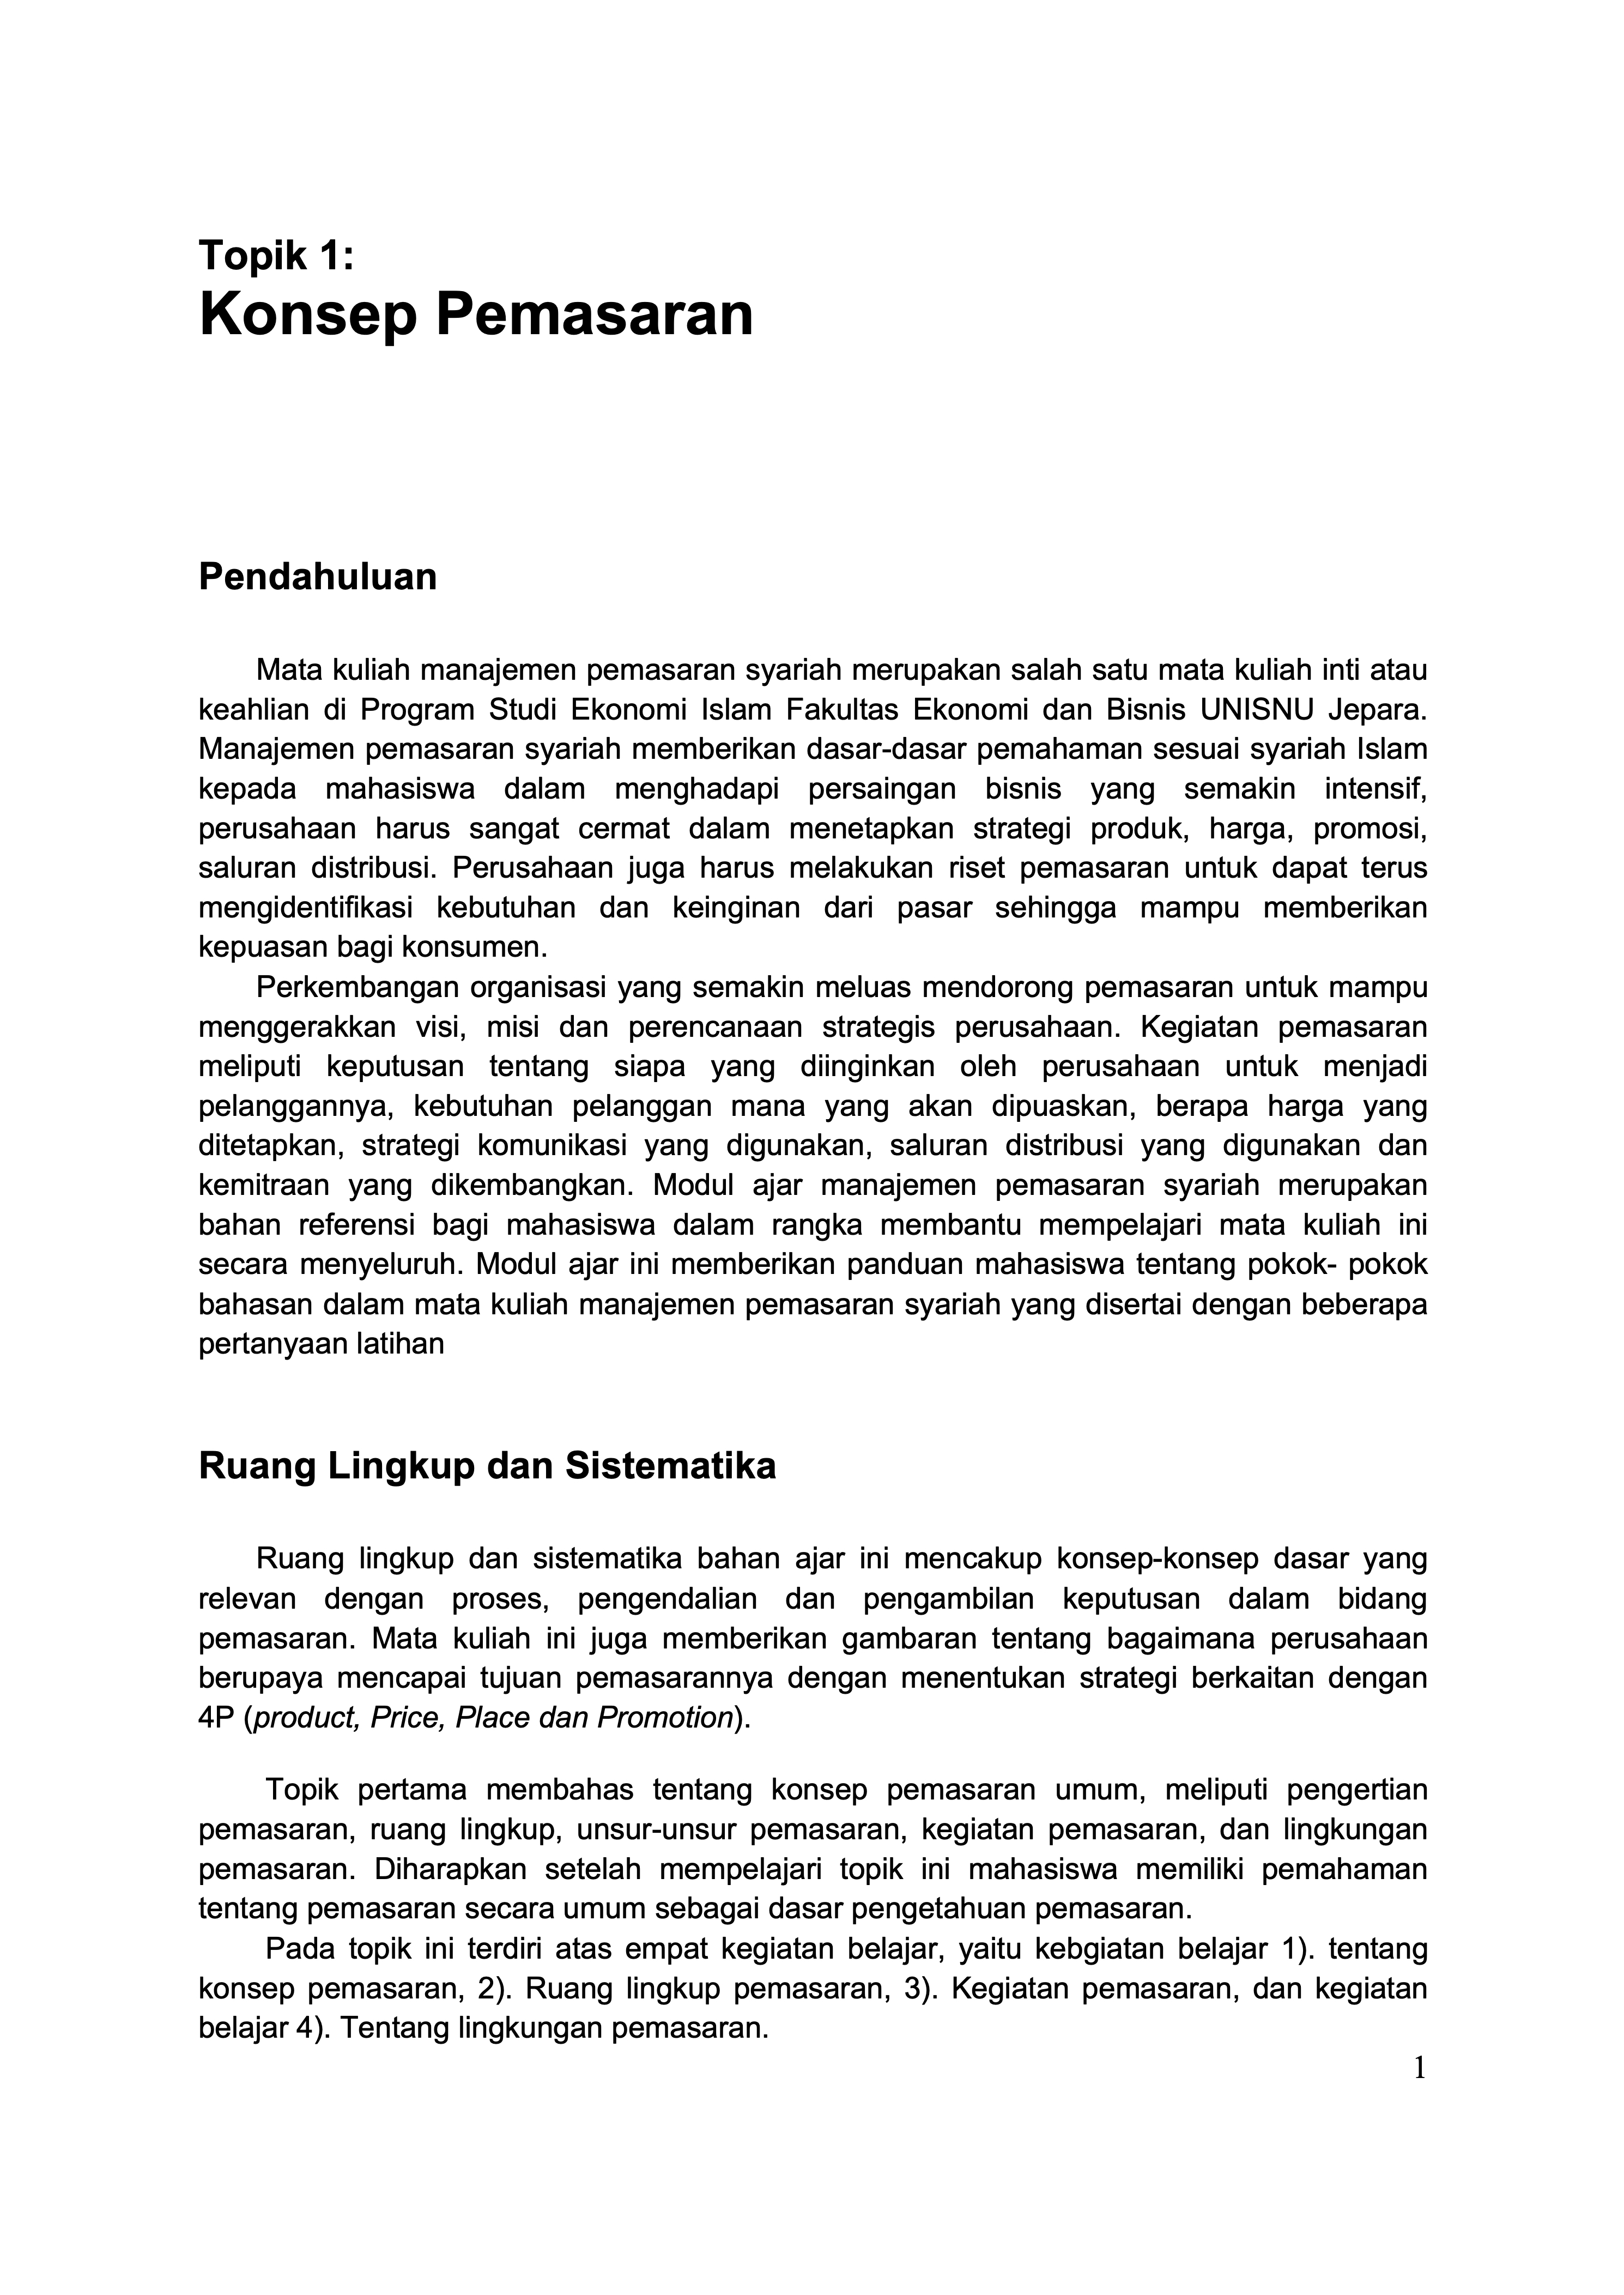 Topik 1:
Konsep Pemasaran
Pendahuluan
Mata kuliah manajemen pemasaran syariah merupakan salah satu mata kuliah inti atau
keahlian di Program Studi Ekonomi Islam Fakultas Ekonomi dan Bisnis UNISNU Jepara.
Manajemen pemasaran syariah memberikan dasar-dasar pemahaman sesuai syariah Islam
kepada mahasiswa dalam menghadapi persaingan bisnis yang semakin intensif,
perusahaan harus sangat cermat dalam menetapkan strategi produk, harga, promosi,
saluran distribusi. Perusahaan juga harus melakukan riset pemasaran untuk dapat terus
mengidentifikasi kebutuhan dan keinginan dari pasar sehingga mampu memberikan
kepuasan bagi konsumen.
Perkembangan organisasi yang semakin meluas mendorong pemasaran untuk mampu
menggerakkan visi, misi dan perencanaan strategis perusahaan. Kegiatan pemasaran
meliputi keputusan tentang siapa yang diinginkan oleh perusahaan untuk menjadi
pelanggannya, kebutuhan pelanggan mana yang akan dipuaskan, berapa harga yang
ditetapkan, strategi komunikasi yang digunakan, saluran distribusi yang digunakan dan
kemitraan yang dikembangkan. Modul ajar manajemen pemasaran syariah merupakan
bahan referensi bagi mahasiswa dalam rangka membantu mempelajari mata kuliah ini
secara menyeluruh. Modul ajar ini memberikan panduan mahasiswa tentang pokok- pokok
bahasan dalam mata kuliah manajemen pemasaran syariah yang disertai dengan beberapa
pertanyaan latihan
Ruang Lingkup dan Sistematika
Ruang lingkup dan sistematika bahan ajar ini mencakup konsep-konsep dasar yang
relevan dengan proses, pengendalian dan pengambilan keputusan dalam bidang
pemasaran. Mata kuliah ini juga memberikan gambaran tentang bagaimana perusahaan
berupaya mencapai tujuan pemasarannya dengan menentukan strategi berkaitan dengan
4P (product, Price, Place dan Promotion).
Topik pertama membahas tentang konsep pemasaran umum, meliputi pengertian
pemasaran, ruang lingkup, unsur-unsur pemasaran, kegiatan pemasaran, dan lingkungan
pemasaran. Diharapkan setelah mempelajari topik ini mahasiswa memiliki pemahaman
tentang pemasaran secara umum sebagai dasar pengetahuan pemasaran.
Pada topik ini terdiri atas empat kegiatan belajar, yaitu kebgiatan belajar 1). tentang
konsep pemasaran, 2). Ruang lingkup pemasaran, 3). Kegiatan pemasaran, dan kegiatan
belajar 4). Tentang lingkungan pemasaran.
1